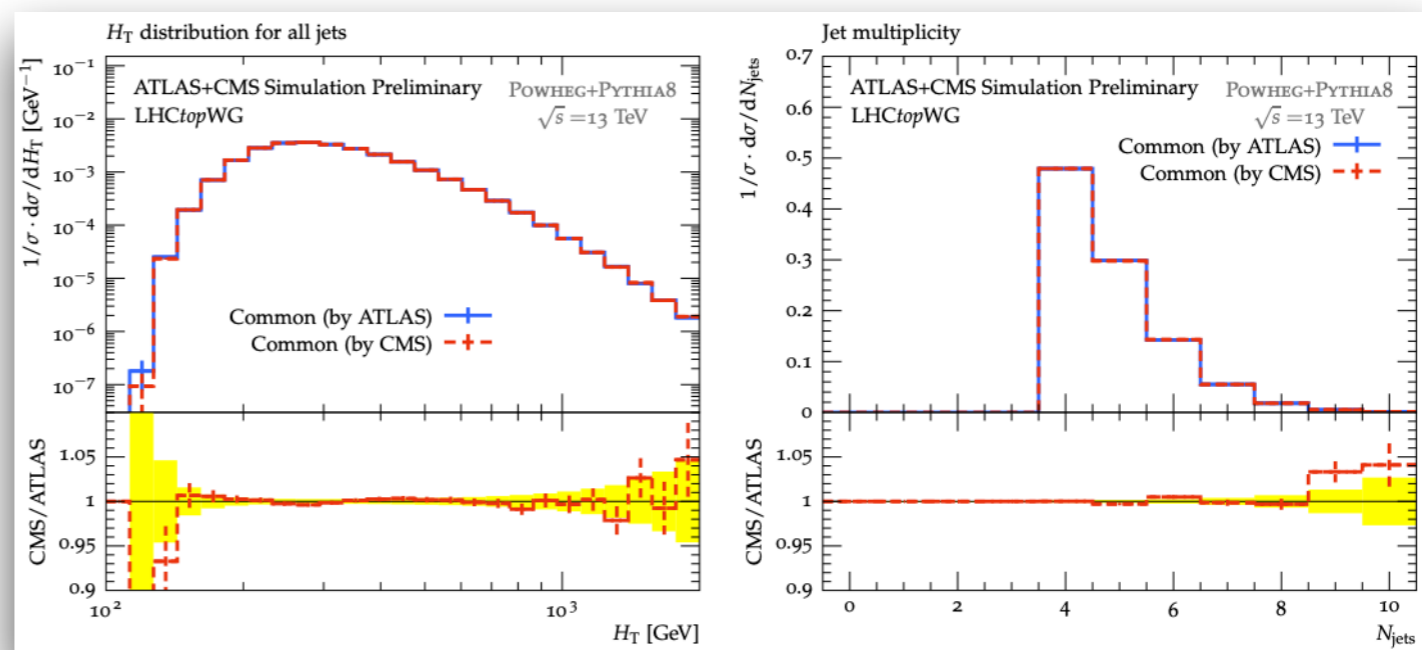 H_T distribution for all jets
1/σ · dσ/dH_T [GeV⁻¹]
10⁻¹
10⁻²
10⁻³
10⁻⁴
10⁻⁵
10⁻⁶
10⁻⁷
ATLAS+CMS Simulation Preliminary
LHCtopWG
POWHEG+PYTHIA8
√s =13 TeV
Common (by ATLAS)
Common (by CMS)
CMS/ATLAS
1.05
1
0.95
0.9
10²
10³
H_T [GeV]
Jet multiplicity
1/σ · dσ/dN_jets
0.7
0.6
0.5
0.4
0.3
0.2
0.1
0
ATLAS+CMS Simulation Preliminary
LHCtopWG
POWHEG+PYTHIA8
√s =13 TeV
Common (by ATLAS)
Common (by CMS)
CMS/ATLAS
1.05
1
0.95
0.9
0 2 4 6 8 10
N_jets